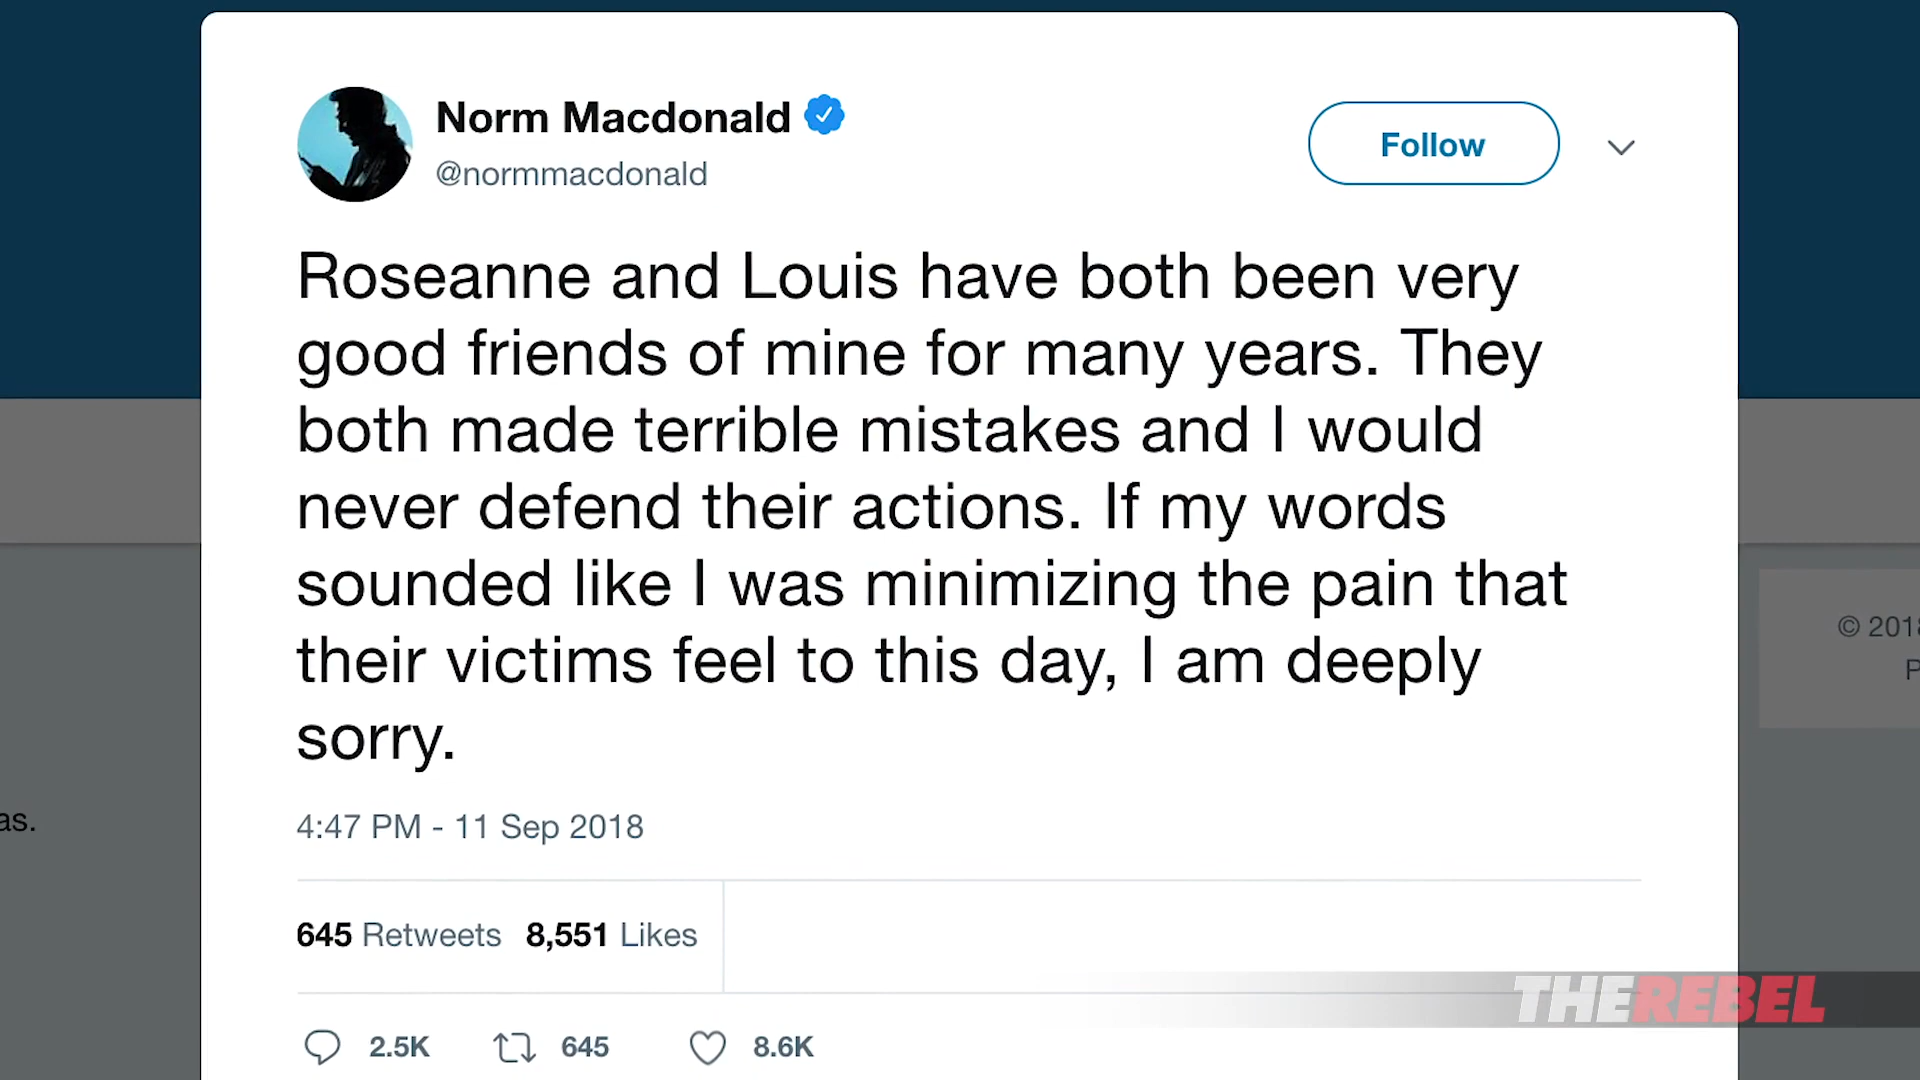 Norm Macdonald
@normmacdonald
Follow
Roseanne and Louis have both been very
good friends of mine for many years. They
both made terrible mistakes and I would
never defend their actions. If my words
sounded like I was minimizing the pain that
their victims feel to this day, I am deeply
sorry.
© 2018
P
as.
4:47 PM - 11 Sep 2018
645 Retweets 8,551 Likes
THE REBEL
2.5K 645 8.6K